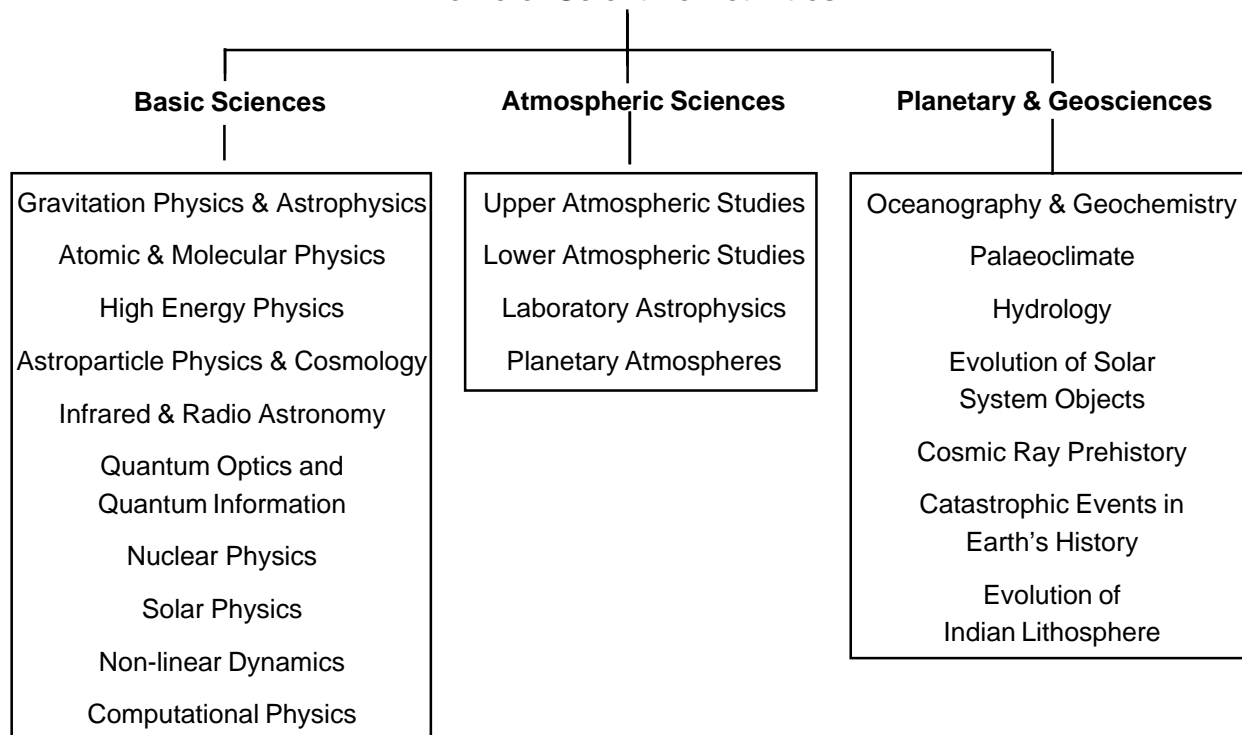 Basic Sciences
Atmospheric Sciences
Planetary & Geosciences
Gravitation Physics & Astrophysics
Atomic & Molecular Physics
High Energy Physics
Astroparticle Physics & Cosmology
Infrared & Radio Astronomy
Quantum Optics and
Quantum Information
Nuclear Physics
Solar Physics
Non-linear Dynamics
Computational Physics
Upper Atmospheric Studies
Lower Atmospheric Studies
Laboratory Astrophysics
Planetary Atmospheres
Oceanography & Geochemistry
Palaeoclimate
Hydrology
Evolution of Solar
System Objects
Cosmic Ray Prehistory
Catastrophic Events in
Earth's History
Evolution of
Indian Lithosphere